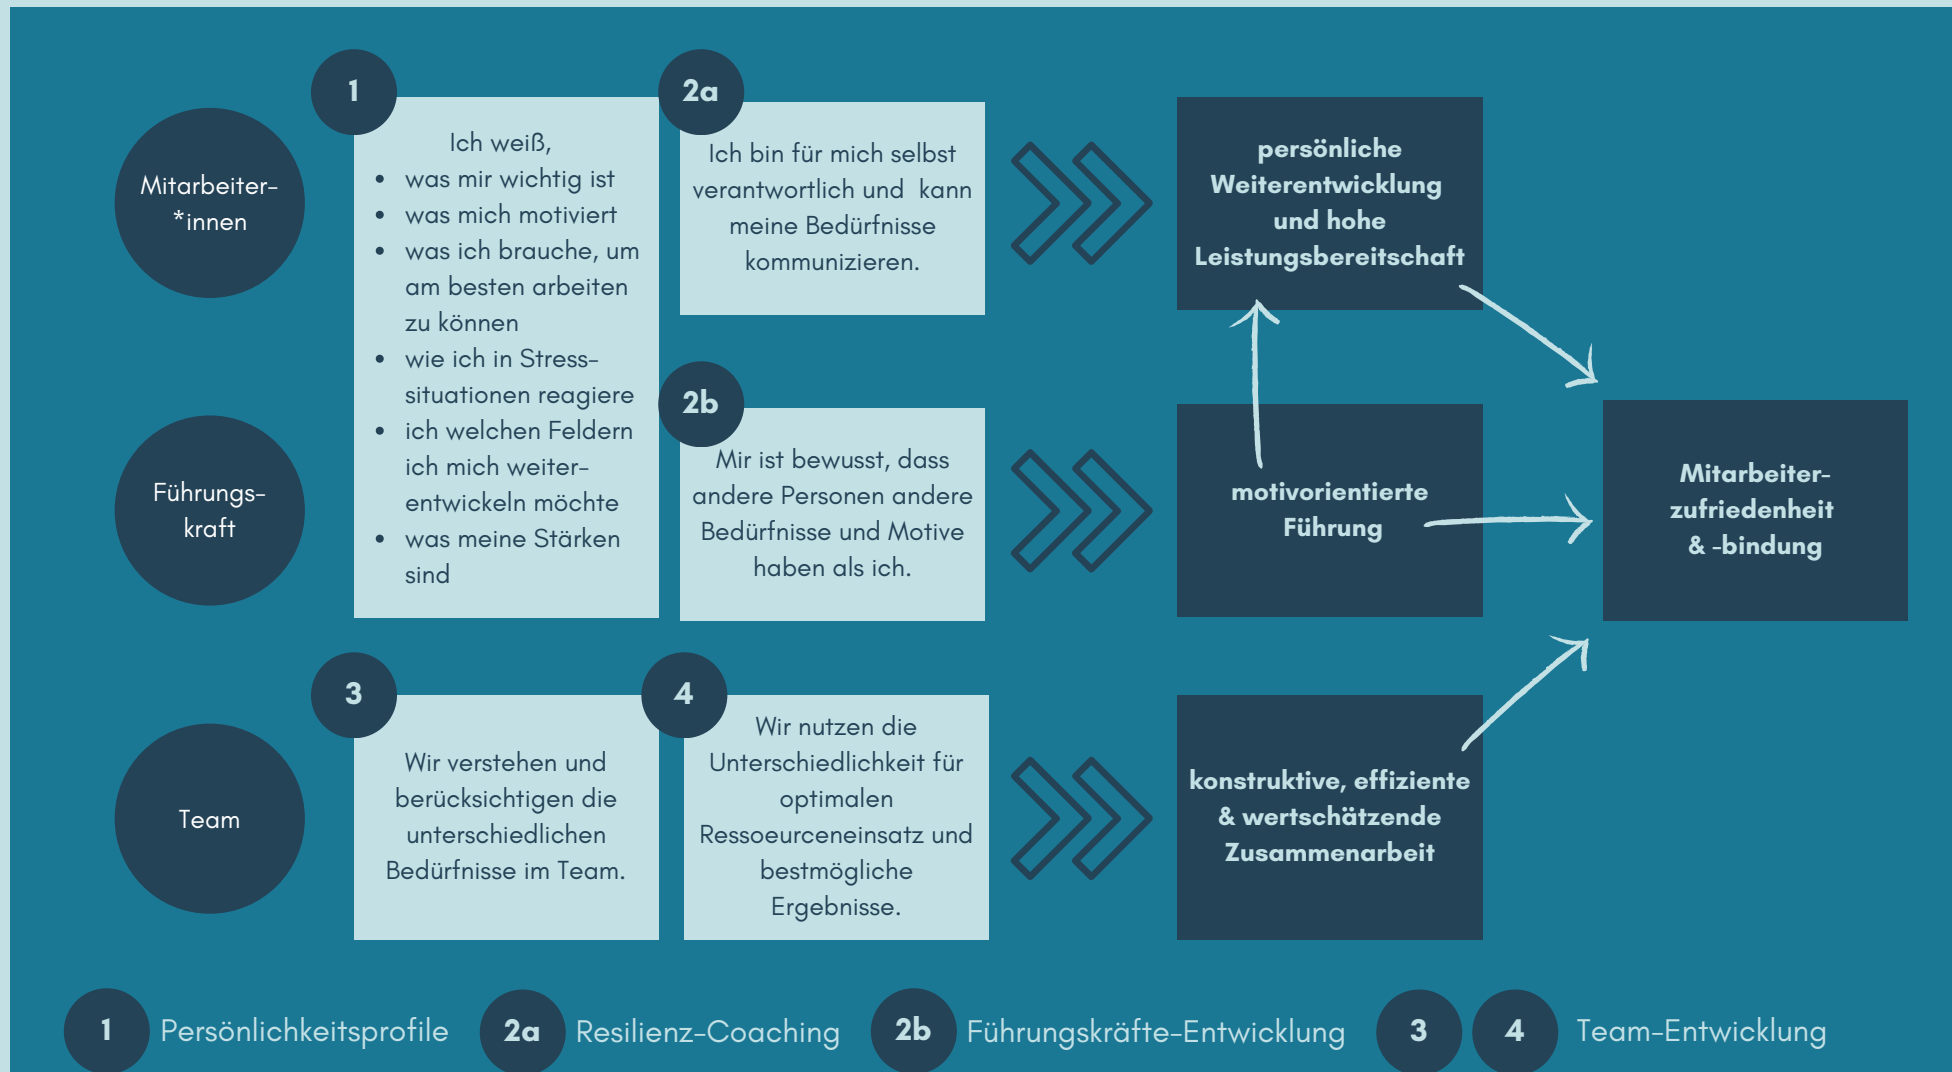 Mitarbeiter-
*innen
1
Ich weiß,
• was mir wichtig ist
• was mich motiviert
• was ich brauche, um
am besten arbeiten
zu können
• wie ich in Stress-
situationen reagiere
• ich welchen Feldern
ich mich weiter-
entwickeln möchte
• was meine Stärken
sind
2a
Ich bin für mich selbst
verantwortlich und kann
meine Bedürfnisse
kommunizieren.
persönliche
Weiterentwicklung
und hohe
Leistungsbereitschaft
Führungs-
kraft
2b
Mir ist bewusst, dass
andere Personen andere
Bedürfnisse und Motive
haben als ich.
motivorientierte
Führung
Mitarbeiter-
zufriedenheit
& -bindung
Team
3
Wir verstehen und
berücksichtigen die
unterschiedlichen
Bedürfnisse im Team.
4
Wir nutzen die
Unterschiedlichkeit für
optimalen
Ressoeurceneinsatz und
bestmögliche
Ergebnisse.
konstruktive, effiziente
& wertschätzende
Zusammenarbeit
1 Persönlichkeitsprofile
2a Resilienz-Coaching
2b Führungskräfte-Entwicklung
3 4 Team-Entwicklung